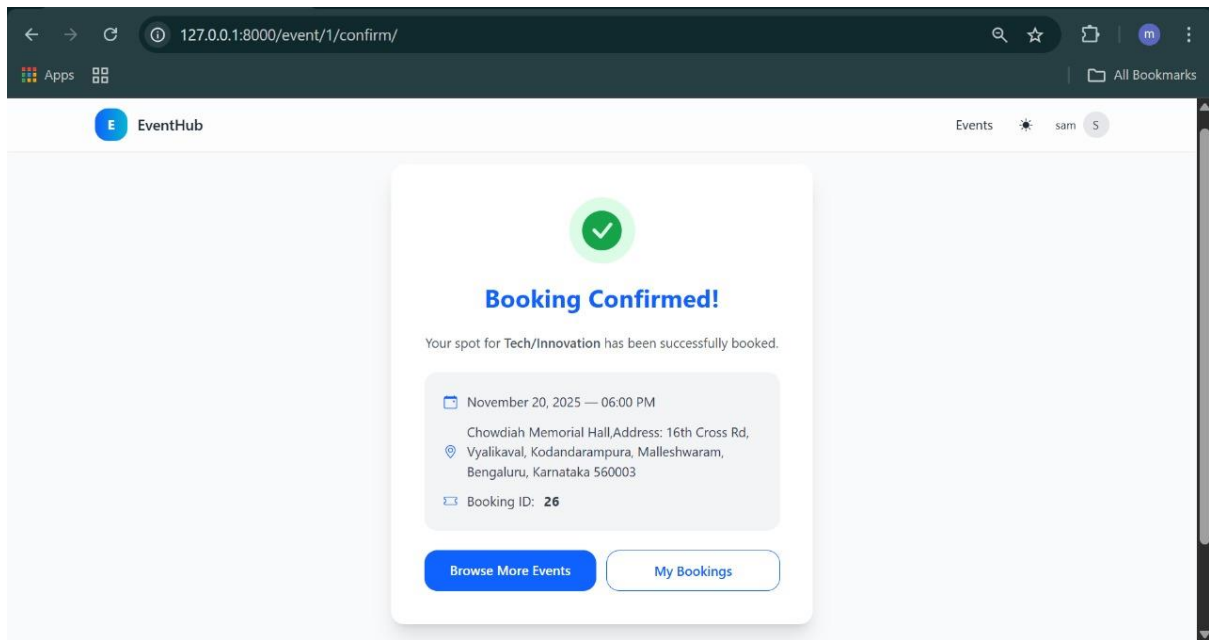 127.0.0.1:8000/event/1/confirm/
m
Apps
All Bookmarks
E EventHub
Events sam S
Booking Confirmed!
Your spot for Tech/Innovation has been successfully booked.
November 20, 2025 — 06:00 PM
Chowdiah Memorial Hall,Address: 16th Cross Rd,
Vyalikaval, Kodandarampura, Malleshwaram,
Bengaluru, Karnataka 560003
Booking ID: 26
Browse More Events
My Bookings